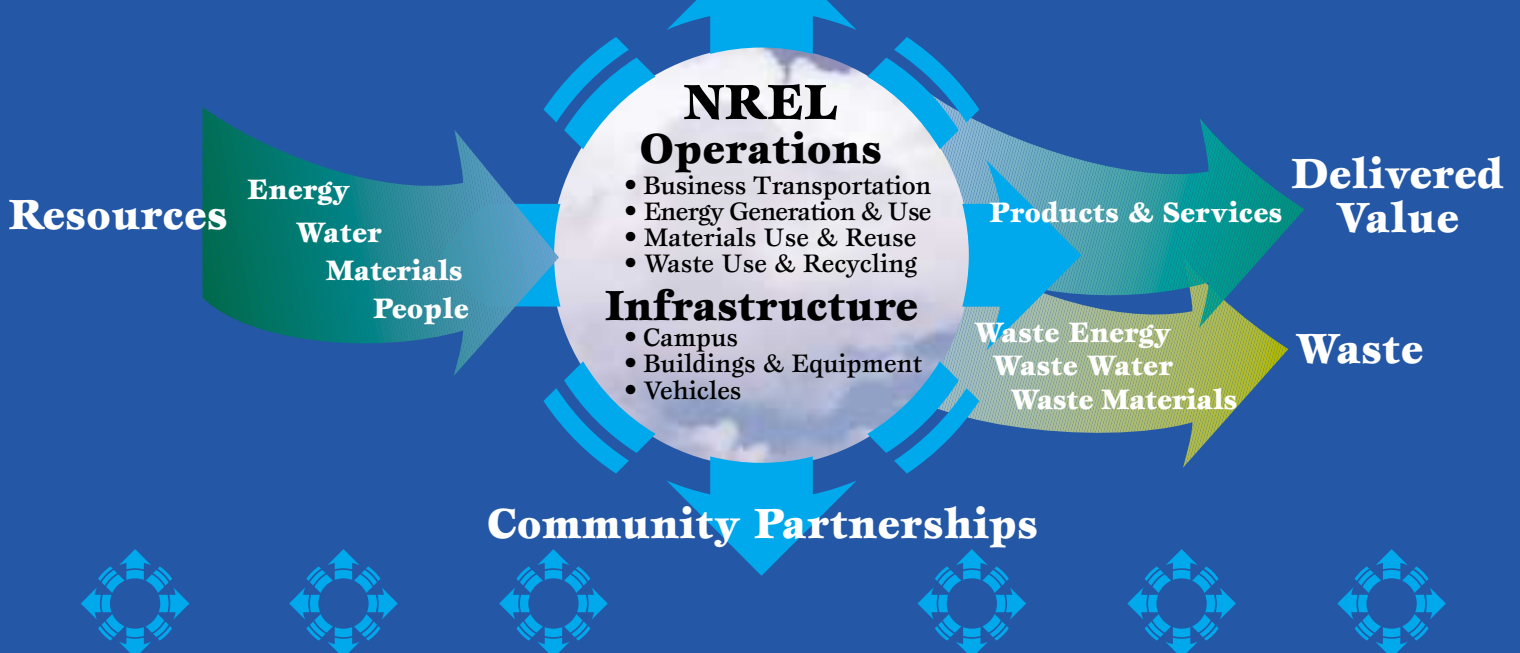 Resources
Energy
Water
Materials
People
NREL
Operations
• Business Transportation
• Energy Generation & Use
• Materials Use & Reuse
• Waste Use & Recycling
Infrastructure
• Campus
• Buildings & Equipment
• Vehicles
Products & Services
Delivered
Value
Waste Energy
Waste Water
Waste Materials
Waste
Community Partnerships